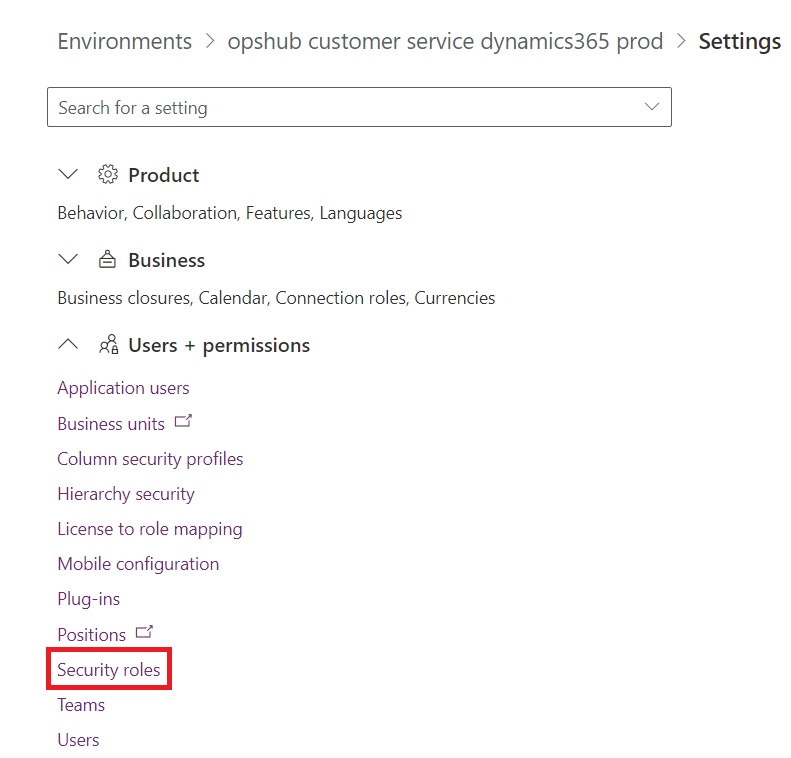 Environments > opshub customer service dynamics365 prod > Settings
Search for a setting
Product
Behavior, Collaboration, Features, Languages
Business
Business closures, Calendar, Connection roles, Currencies
Users + permissions
Application users
Business units
Column security profiles
Hierarchy security
License to role mapping
Mobile configuration
Plug-ins
Positions
Security roles
Teams
Users